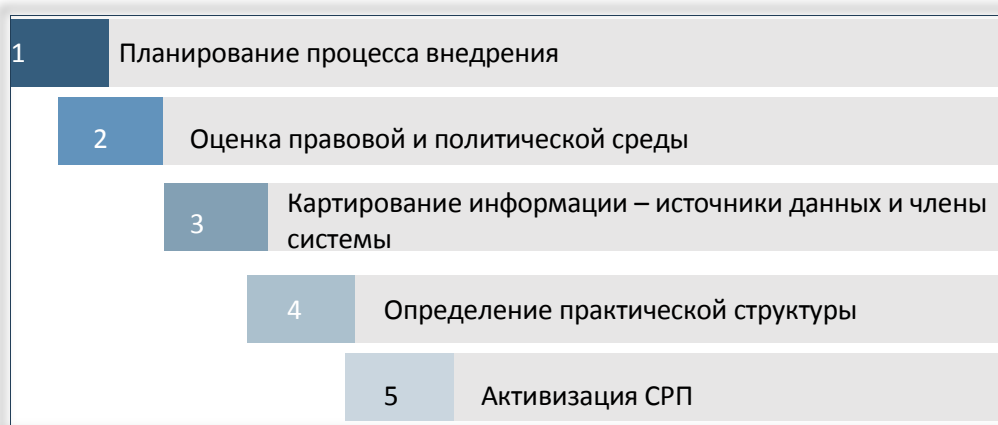 1 Планирование процесса внедрения
2 Оценка правовой и политической среды
3 Картирование информации – источники данных и члены
системы
4 Определение практической структуры
5 Активизация СРП